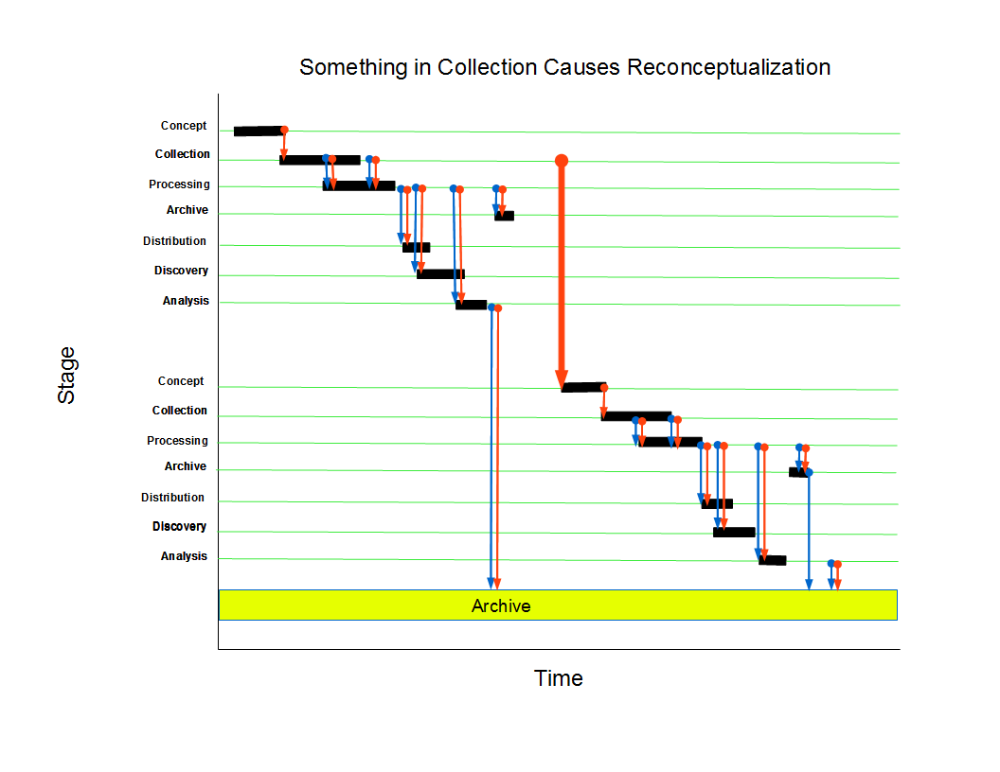 Something in Collection Causes Reconceptualization
Concept
Collection
Processing
Archive
Distribution
Discovery
Analysis
Stage
Concept
Collection
Processing
Archive
Distribution
Discovery
Analysis
Archive
Time